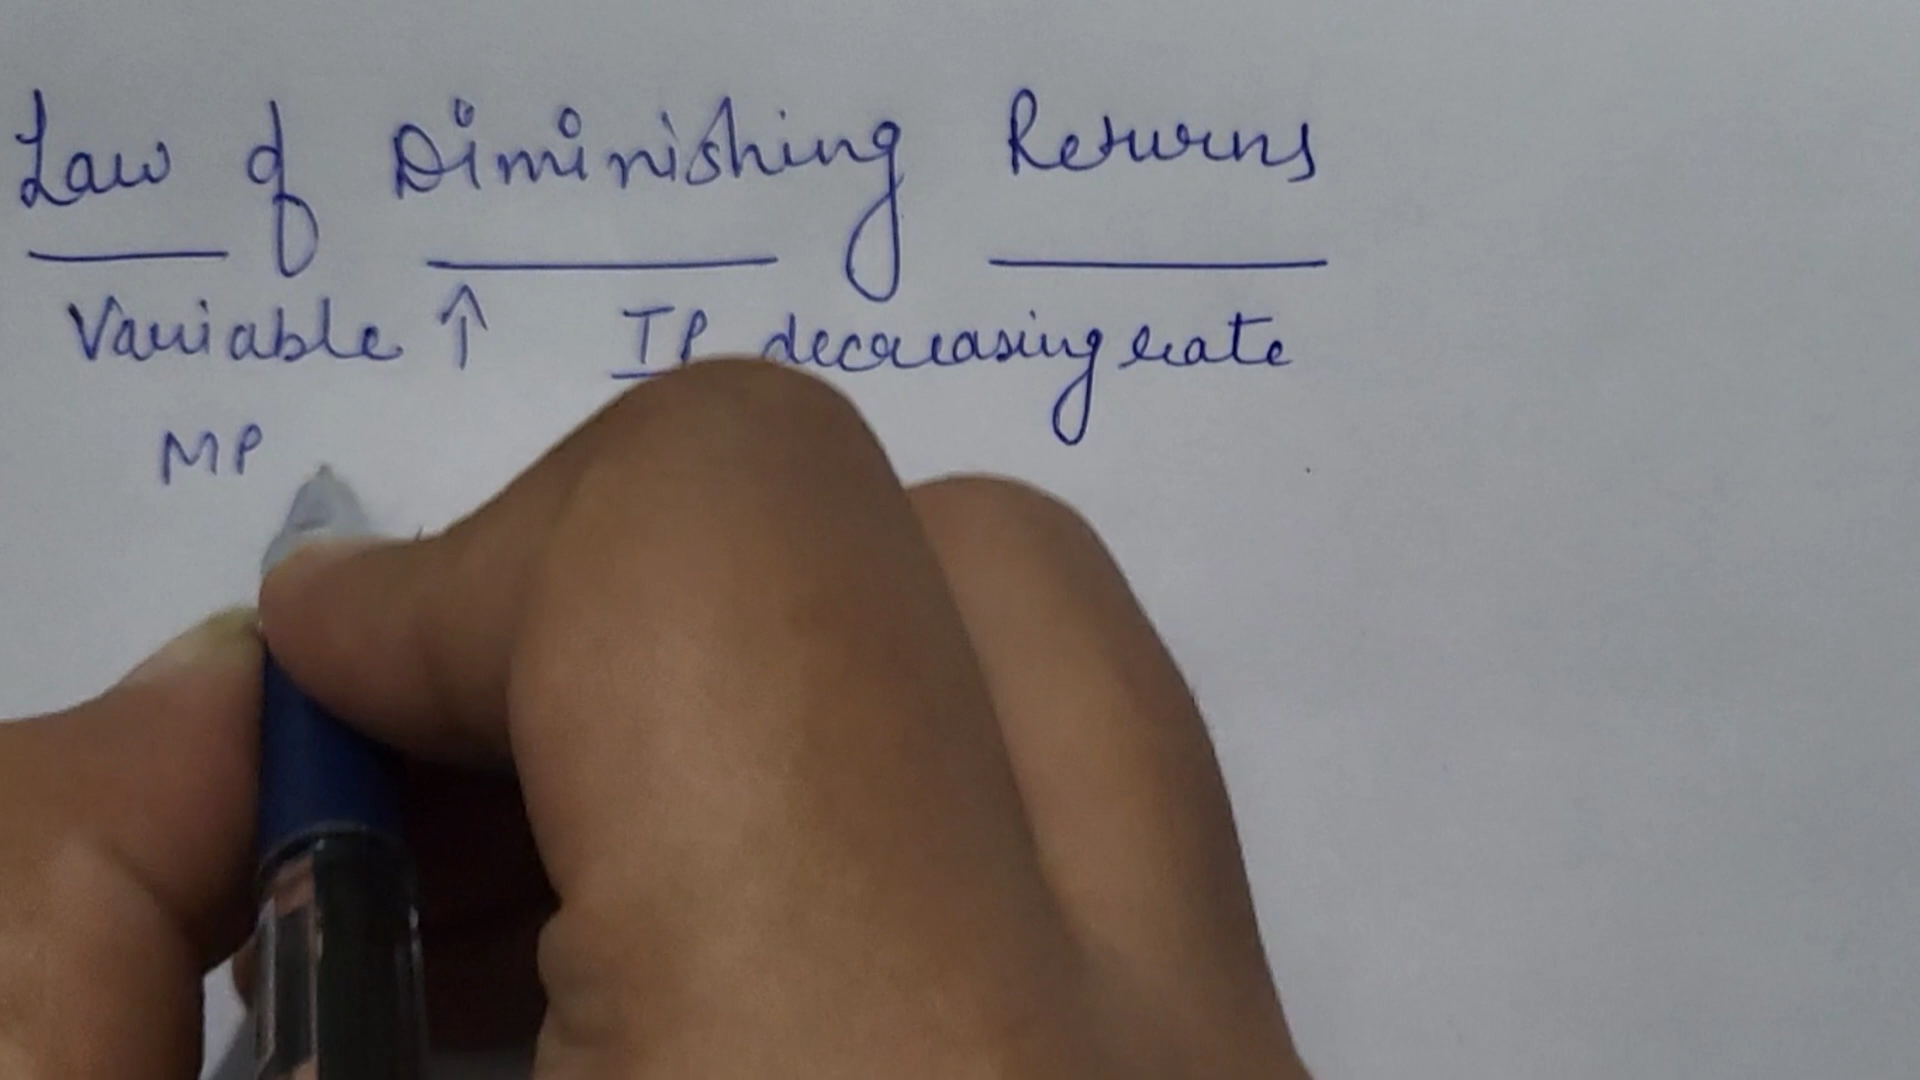 Law of Diminishing Returns
Variable ↑ TP decreasing rate
MP